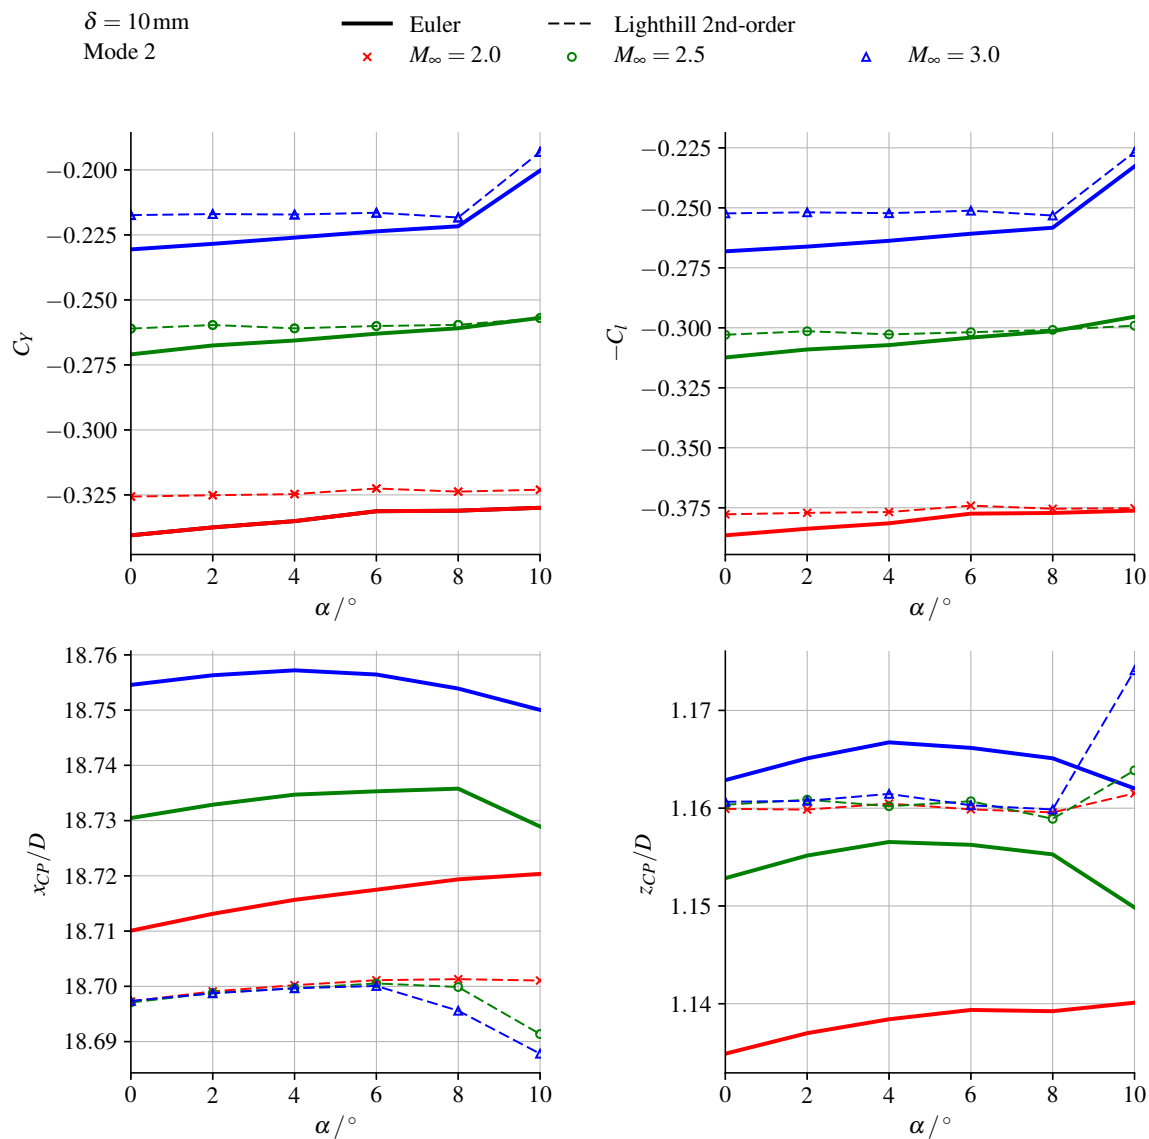 δ = 10 mm
Mode 2
Euler
Lighthill 2nd-order
M∞ = 2.0
M∞ = 2.5
M∞ = 3.0
−0.200
−0.225
−0.250
−0.275
−0.300
−0.325
C_Y
0 2 4 6 8 10
α/°
−0.225
−0.250
−0.275
−0.300
−0.325
−0.350
−0.375
−C_l
0 2 4 6 8 10
α/°
18.76
18.75
18.74
18.73
18.72
18.71
18.70
18.69
x_CP/D
0 2 4 6 8 10
α/°
1.17
1.16
1.15
1.14
z_CP/D
0 2 4 6 8 10
α/°